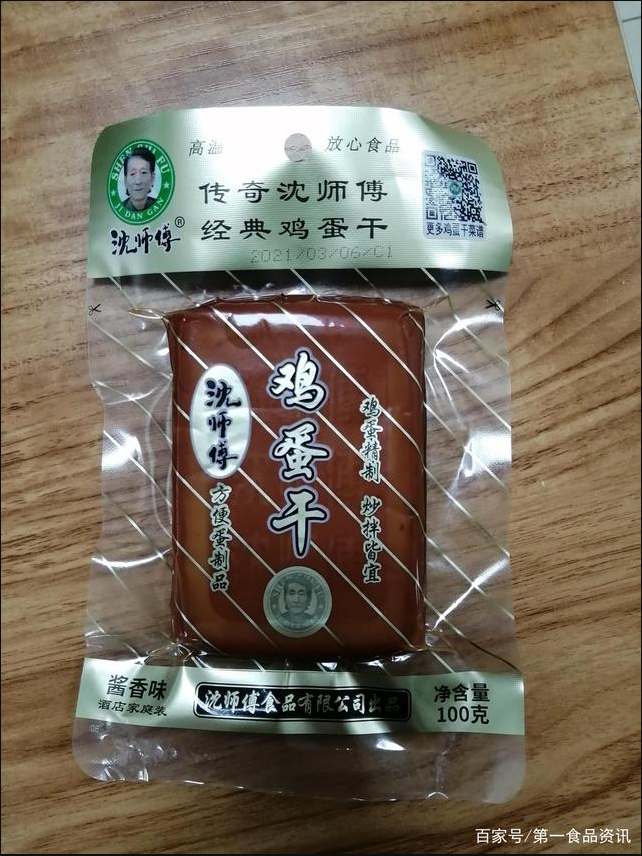 SHEN SHI FU
JI DAN GAN
沈师傅®
高温
放心食品
传奇沈师傅
经典鸡蛋干
2021/03/06/C1
更多鸡蛋干菜谱
鸡蛋干
沈师傅
方便蛋制品
鸡蛋精制 炒拌皆宜
酱香味
酒店家庭装
沈师傅食品有限公司出品
净含量
100克
百家号/第一食品资讯